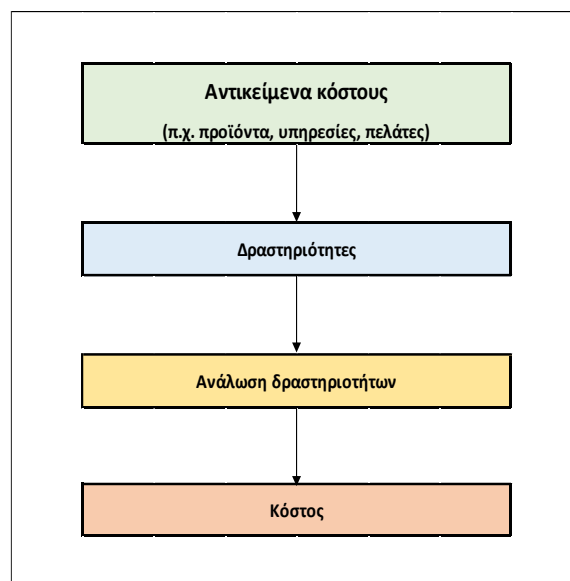 Αντικείμενα κόστους
(π.χ. προϊόντα, υπηρεσίες, πελάτες)
Δραστηριότητες
Ανάλωση δραστηριοτήτων
Κόστος